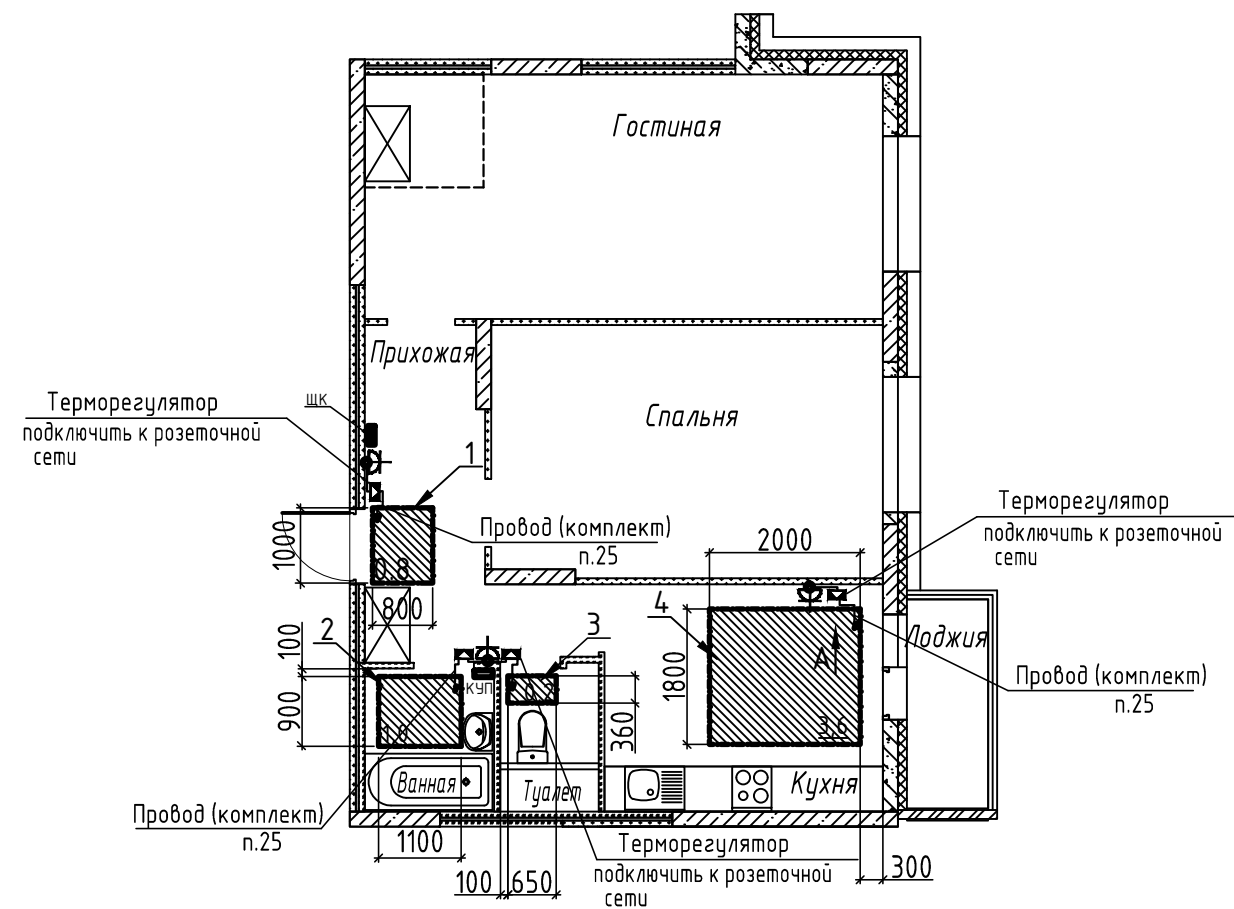 Гостиная
Прихожая
Спальня
ЩК
Терморегулятор
подключить к розеточной
сети
1
Провод (комплект)
п.25
1000
0.8
800
2000
Терморегулятор
подключить к розеточной
сети
4
А
1800
3,6
Лоджия
Провод (комплект)
п.25
2
100
900
1.0
КУП
3
0.2
360
Ванная
Туалет
Кухня
Провод (комплект)
п.25
1100
100
650
Терморегулятор
подключить к розеточной
сети
300